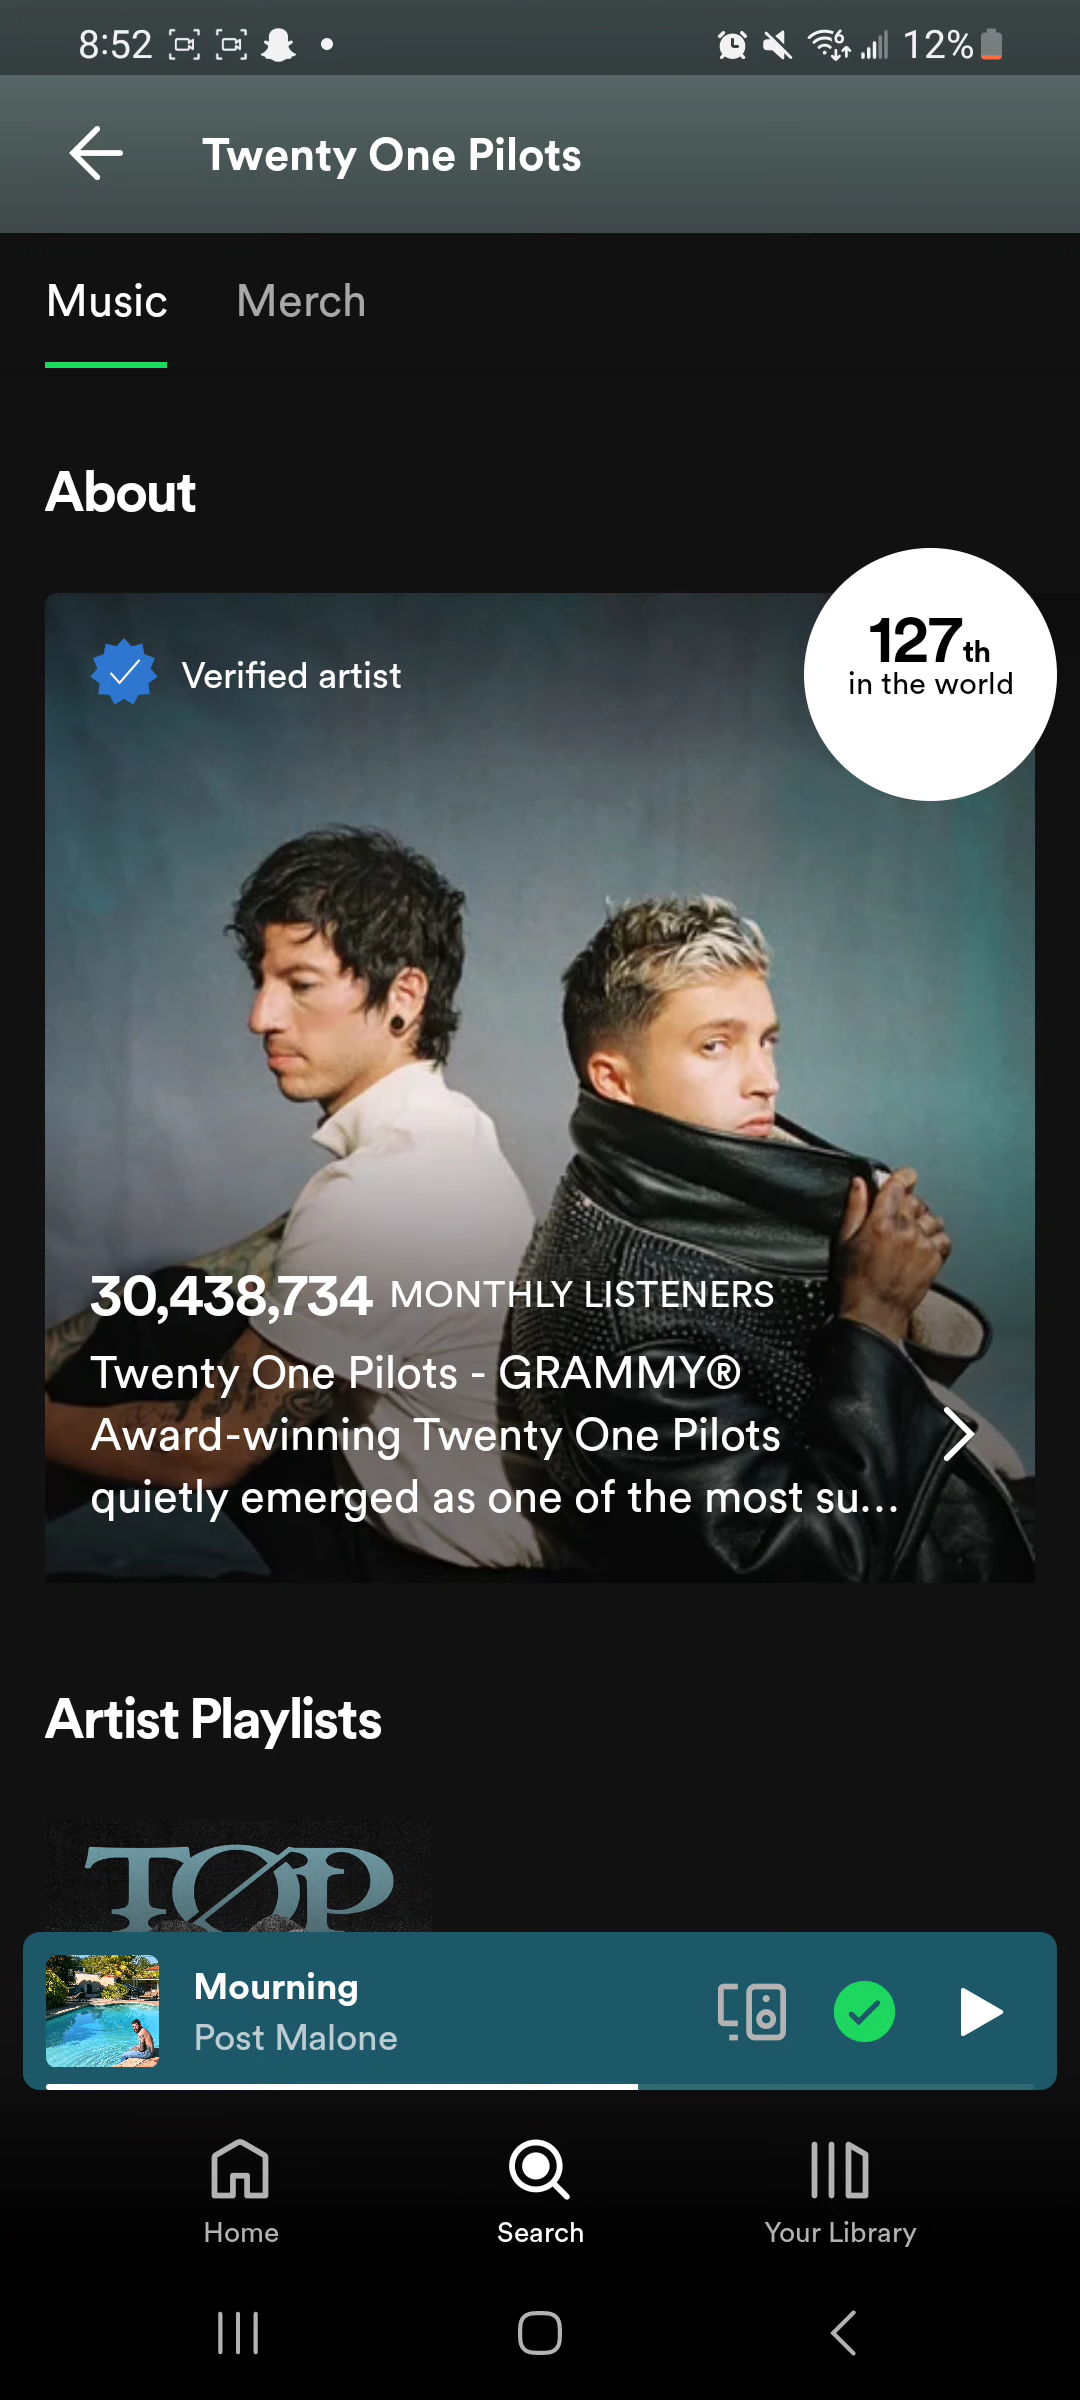 8:52
12%
Twenty One Pilots
Music Merch
About
Verified artist
127th
in the world
30,438,734 MONTHLY LISTENERS
Twenty One Pilots - GRAMMY®
Award-winning Twenty One Pilots
quietly emerged as one of the most su...
Artist Playlists
TØP
Mourning
Post Malone
Home Search Your Library